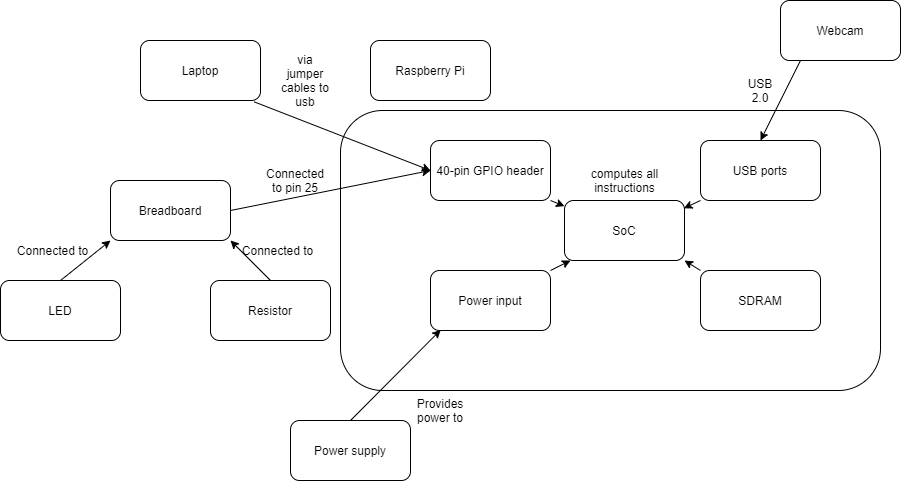 Webcam
Laptop
via
jumper
cables to
usb
Raspberry Pi
USB
2.0
40-pin GPIO header
computes all
instructions
USB ports
Connected
to pin 25
Breadboard
SoC
Connected to
Connected to
LED
Resistor
Power input
SDRAM
Provides
power to
Power supply